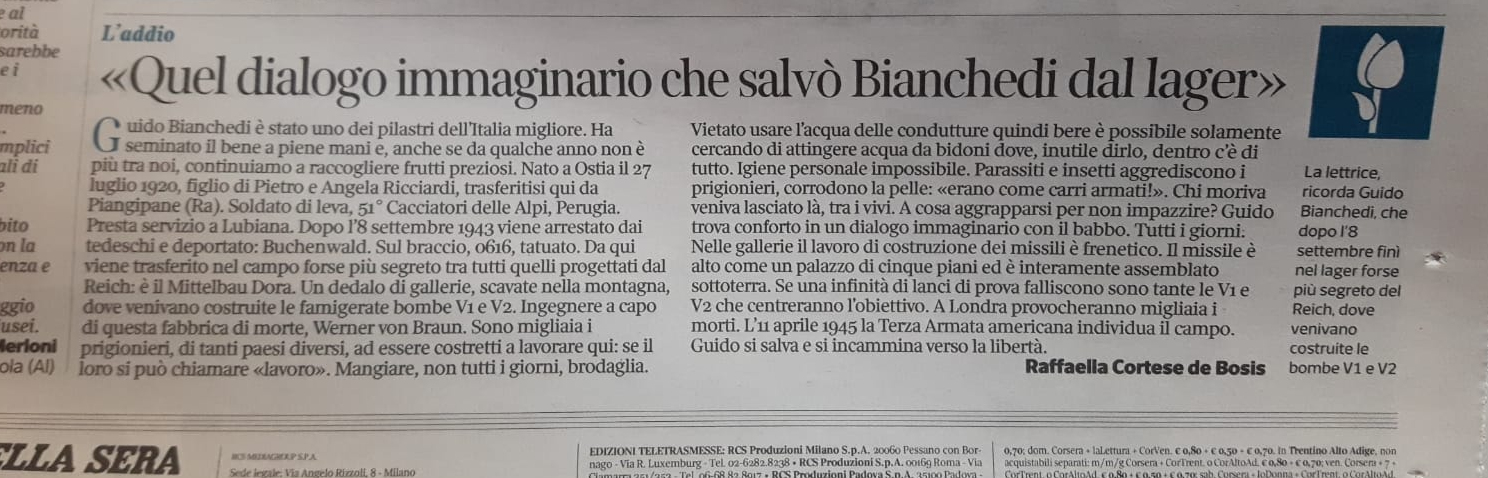 e al
orità
sarebbe
e i
meno
mplici
ali di
bito
on la
enza e
ggio
usei.
Merloni
ola (Al)
L'addio
«Quel dialogo immaginario che salvò Bianchedi dal lager»
Guido Bianchedi è stato uno dei pilastri dell'Italia migliore. Ha
seminato il bene a piene mani e, anche se da qualche anno non è
più tra noi, continuiamo a raccogliere frutti preziosi. Nato a Ostia il 27
luglio 1920, figlio di Pietro e Angela Ricciardi, trasferitisi qui da
Piangipane (Ra). Soldato di leva, 51° Cacciatori delle Alpi, Perugia.
Presta servizio a Lubiana. Dopo l'8 settembre 1943 viene arrestato dai
tedeschi e deportato: Buchenwald. Sul braccio, 0616, tatuato. Da qui
viene trasferito nel campo forse più segreto tra tutti quelli progettati dal
Reich: è il Mittelbau Dora. Un dedalo di gallerie, scavate nella montagna,
dove venivano costruite le famigerate bombe V1 e V2. Ingegnere a capo
di questa fabbrica di morte, Werner von Braun. Sono migliaia i
prigionieri, di tanti paesi diversi, ad essere costretti a lavorare qui: se il
loro si può chiamare «lavoro». Mangiare, non tutti i giorni, brodaglia.
Vietato usare l'acqua delle condutture quindi bere è possibile solamente
cercando di attingere acqua da bidoni dove, inutile dirlo, dentro c'è di
tutto. Igiene personale impossibile. Parassiti e insetti aggrediscono i
prigionieri, corrodono la pelle: «erano come carri armati!». Chi moriva
veniva lasciato là, tra i vivi. A cosa aggrapparsi per non impazzire? Guido
trova conforto in un dialogo immaginario con il babbo. Tutti i giorni.
Nelle gallerie il lavoro di costruzione dei missili è frenetico. Il missile è
alto come un palazzo di cinque piani ed è interamente assemblato
sottoterra. Se una infinità di lanci di prova falliscono sono tante le V1 e
V2 che centreranno l'obiettivo. A Londra provocheranno migliaia i
morti. L'11 aprile 1945 la Terza Armata americana individua il campo.
Guido si salva e si incammina verso la libertà.
Raffaella Cortese de Bosis
La lettrice,
ricorda Guido
Bianchedi, che
dopo l'8
settembre finì
nel lager forse
più segreto del
Reich, dove
venivano
costruite le
bombe V1 e V2
ELLA SERA
RCS MEDIAGROUP S.P.A.
Sede legale: Via Angelo Rizzoli, 8 - Milano
EDIZIONI TELETRASMESSE: RCS Produzioni Milano S.p.A. 20060 Pessano con Bor-
nago - Via R. Luxemburg - Tel. 02-6282.8238 • RCS Produzioni S.p.A. 00169 Roma - Via
Ciamarra 351/353 - Tel. 06-68.82.8917 • RCS Produzioni Padova S.p.A. 35100 Padova -
0,70; dom. Corsera + laLettura + CorVen. € 0,80 + € 0,50 + € 0,70. In Trentino Alto Adige, non
acquistabili separati: m/m/g Corsera + CorTrent. o CorAltoAd. € 0,80 + € 0,70; ven. Corsera + 7 +
CorTrent. o CorAltoAd. € 0,80 + € 0,50 + € 0,70; sab. Corsera + IoDonna + CorTrent. o CorAltoAd.